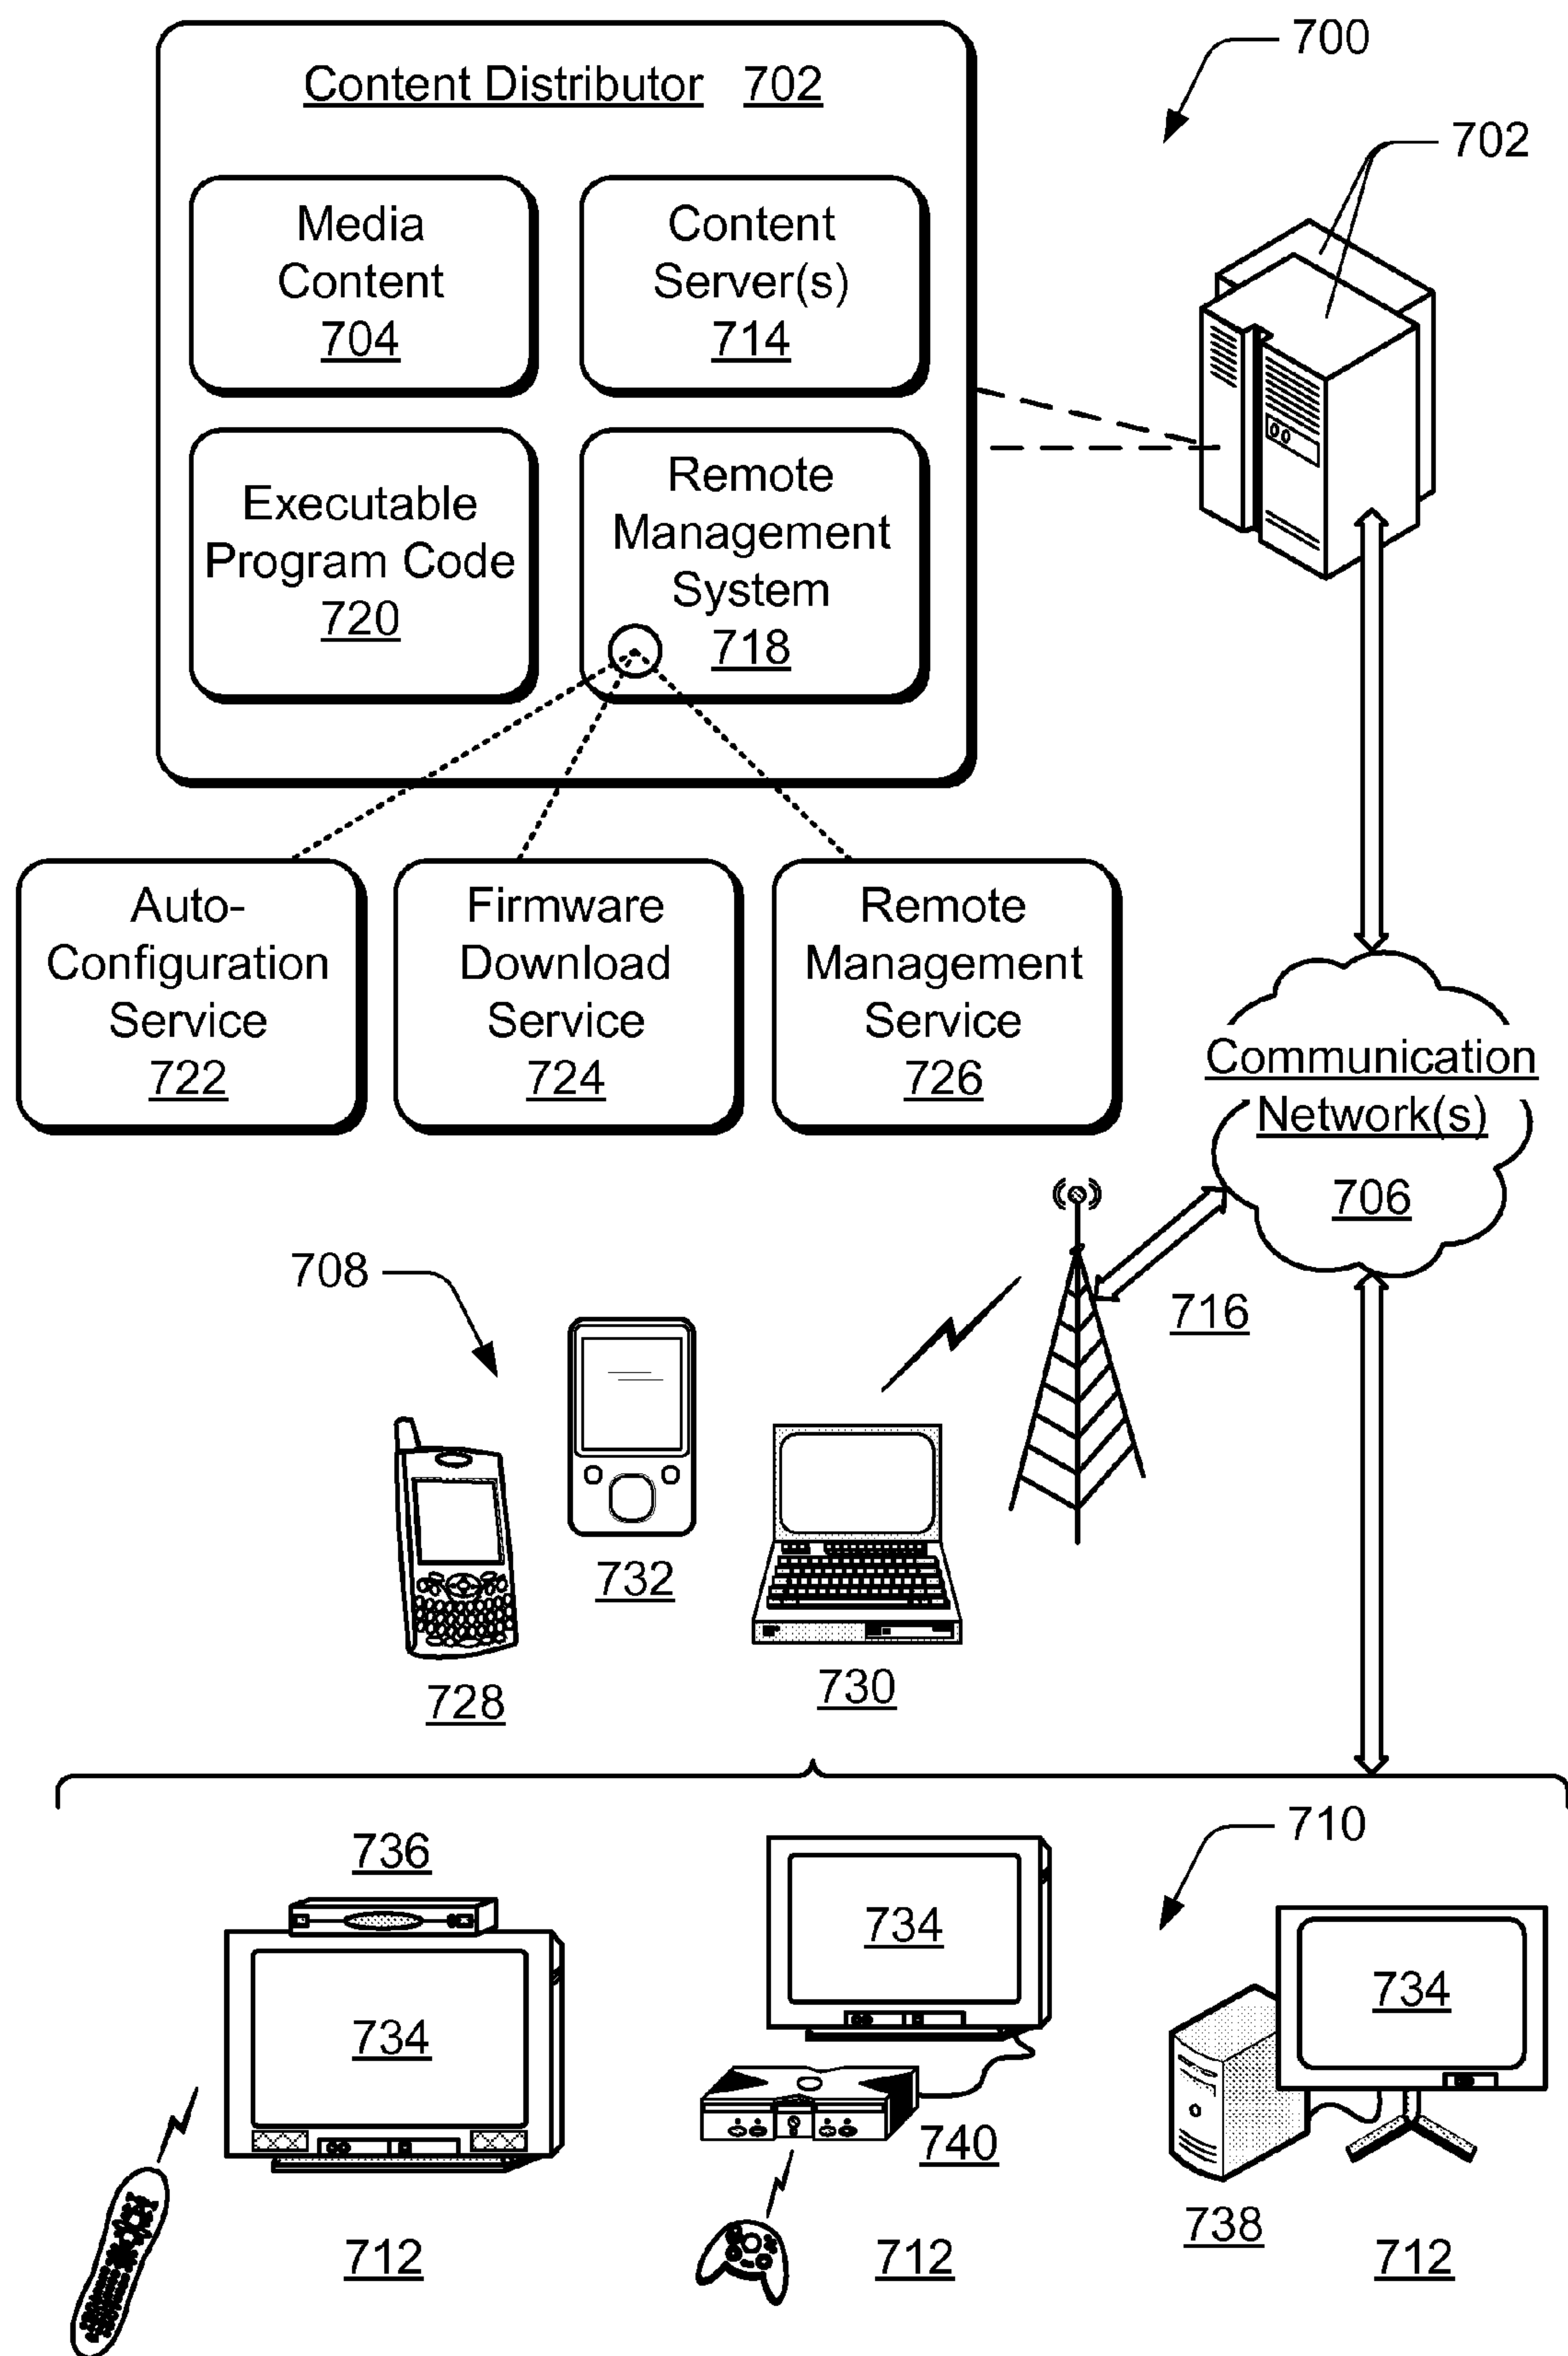 700
Content Distributor 702
702
Media
Content
704
Content
Server(s)
714
Executable
Program Code
720
Remote
Management
System
718
Auto-
Configuration
Service
722
Firmware
Download
Service
724
Remote
Management
Service
726
Communication
Network(s)
706
708
716
732
728
730
710
736
734
734
734
740
738
712
712
712